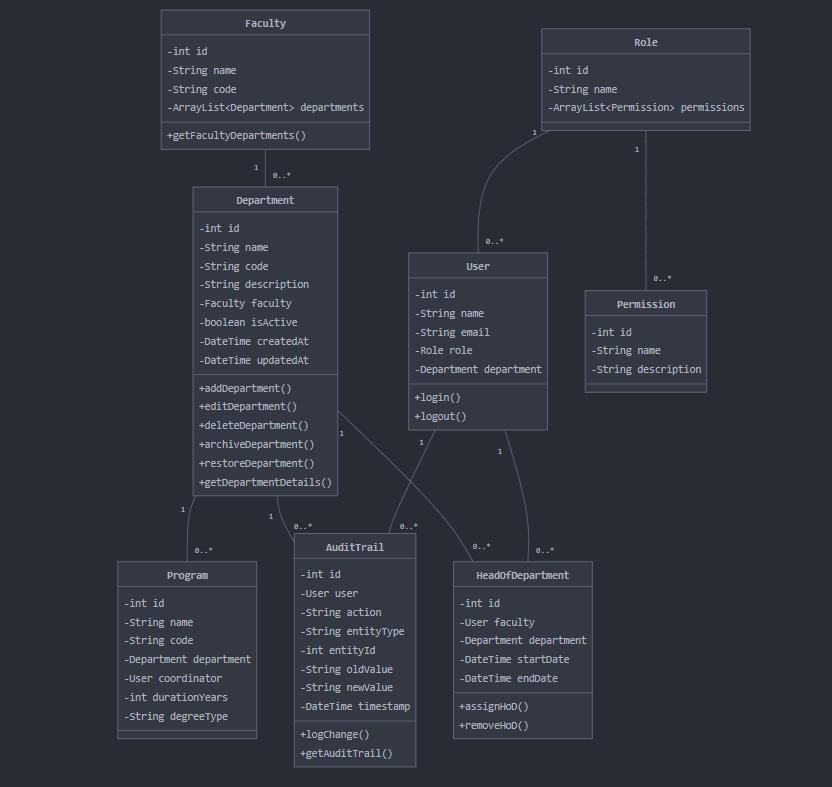 Faculty
-int id
-String name
-String code
-ArrayList<Department> departments
+getFacultyDepartments()
1
0..*
Role
-int id
-String name
-ArrayList<Permission> permissions
1
1
0..*
0..*
Department
-int id
-String name
-String code
-String description
-Faculty faculty
-boolean isActive
-DateTime createdAt
-DateTime updatedAt
+addDepartment()
+editDepartment()
+deleteDepartment()
+archiveDepartment()
+restoreDepartment()
+getDepartmentDetails()
User
-int id
-String name
-String email
-Role role
-Department department
+login()
+logout()
Permission
-int id
-String name
-String description
1
1
1
1
1
0..*
0..*
0..*
0..*
0..*
Program
-int id
-String name
-String code
-Department department
-User coordinator
-int durationYears
-String degreeType
AuditTrail
-int id
-User user
-String action
-String entityType
-int entityId
-String oldValue
-String newValue
-DateTime timestamp
+logChange()
+getAuditTrail()
HeadOfDepartment
-int id
-User faculty
-Department department
-DateTime startDate
-DateTime endDate
+assignHoD()
+removeHoD()